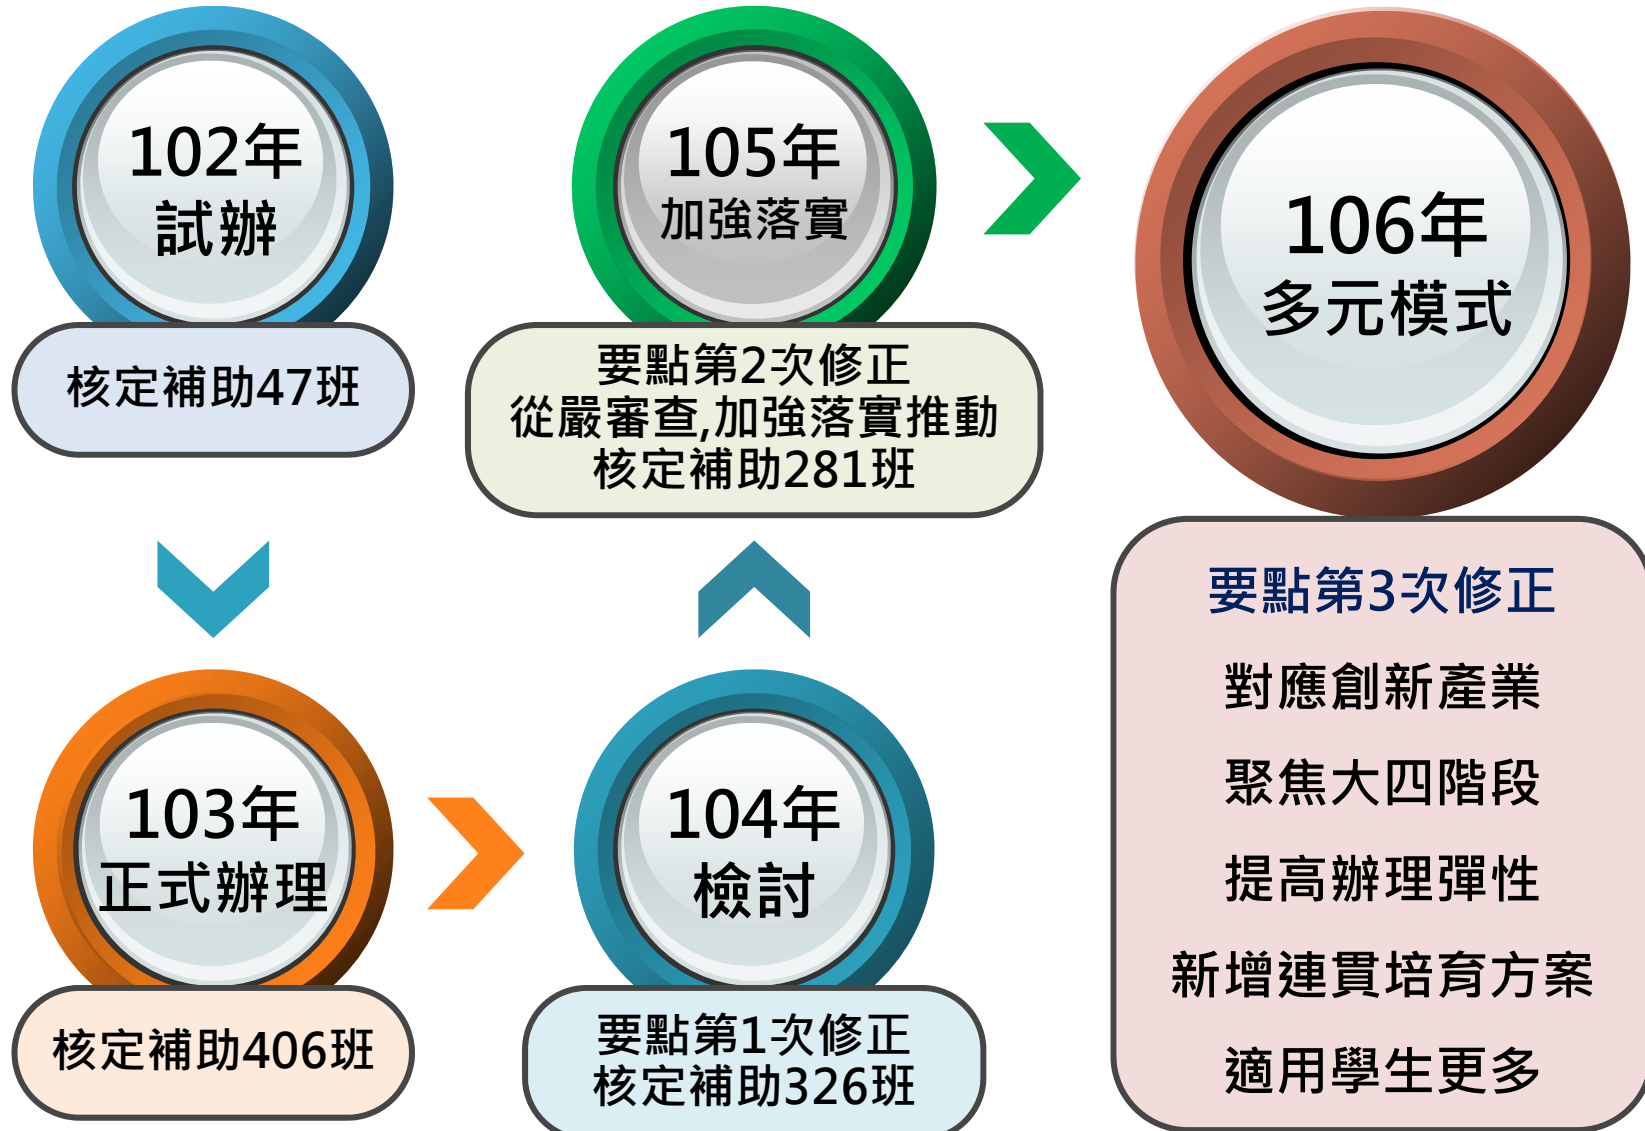 102年
試辦
核定補助47班
103年
正式辦理
核定補助406班
104年
檢討
要點第1次修正
核定補助326班
105年
加強落實
要點第2次修正
從嚴審查,加強落實推動
核定補助281班
106年
多元模式
要點第3次修正
對應創新產業
聚焦大四階段
提高辦理彈性
新增連貫培育方案
適用學生更多